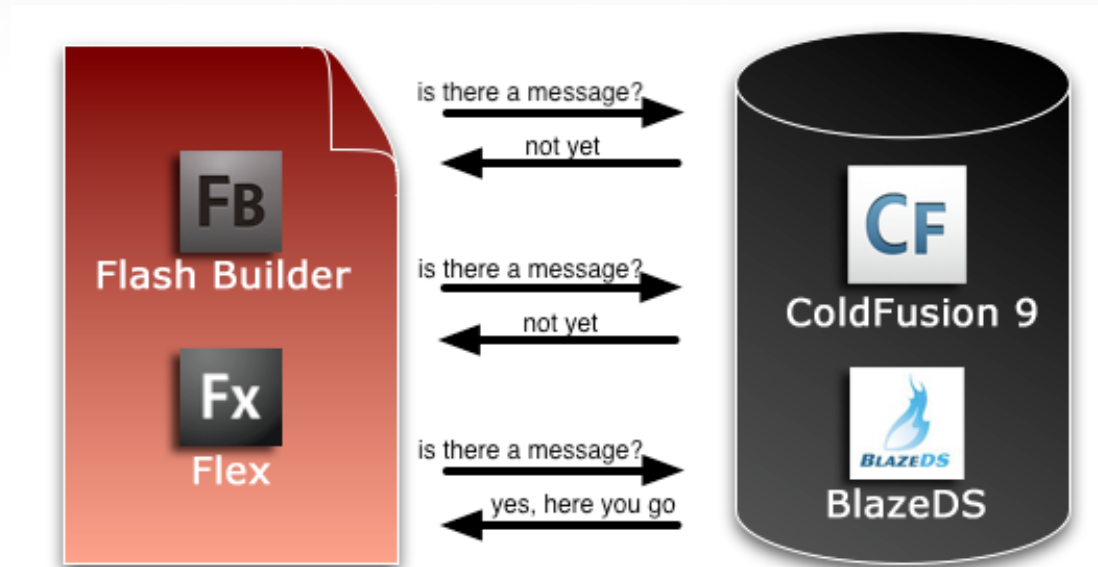 FB
Flash Builder
Fx
Flex
is there a message?
not yet
is there a message?
not yet
is there a message?
yes, here you go
CF
ColdFusion 9
BLAZEDS
BlazeDS